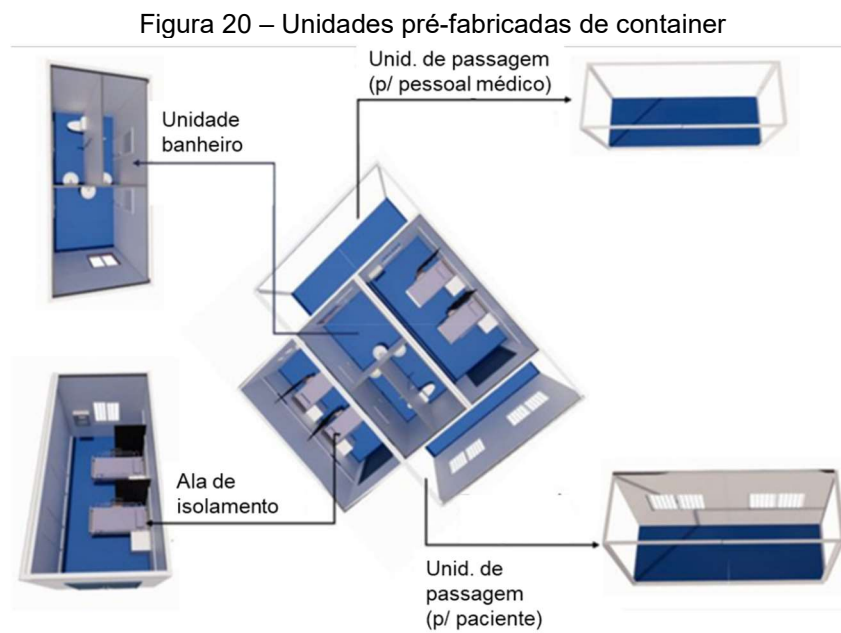 Figura 20 – Unidades pré-fabricadas de container
Unid. de passagem
(p/ pessoal médico)
Unidade
banheiro
Ala de
isolamento
Unid. de
passagem
(p/ paciente)